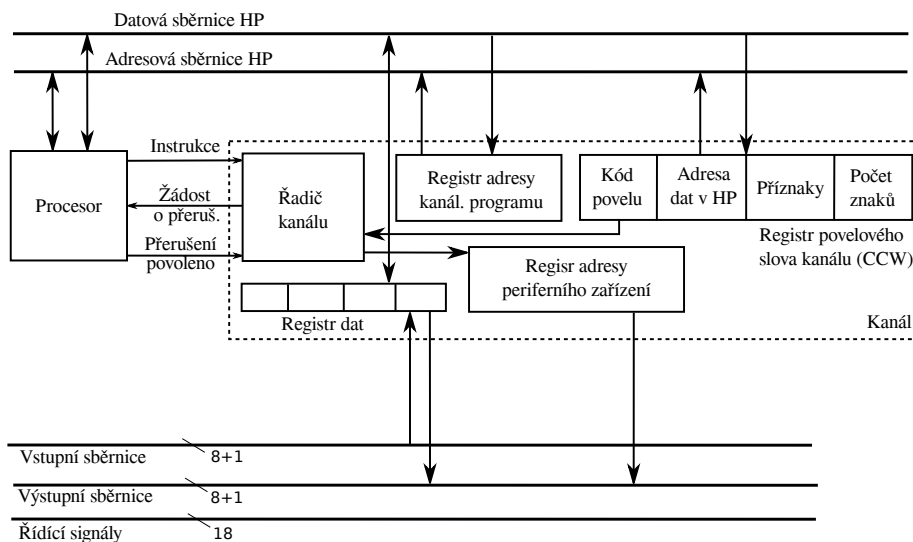 Datová sběrnice HP
Adresová sběrnice HP
Instrukce
Procesor
Žádost
o přeruš.
Přerušení
povoleno
Řadič
kanálu
Registr adresy
kanál. programu
Kód
povelu
Adresa
dat v HP
Příznaky
Počet
znaků
Registr povelového
slova kanálu (CCW)
Regisr adresy
periferního zařízení
Registr dat
Kanál
Vstupní sběrnice
8+1
Výstupní sběrnice
8+1
Řídící signály
18